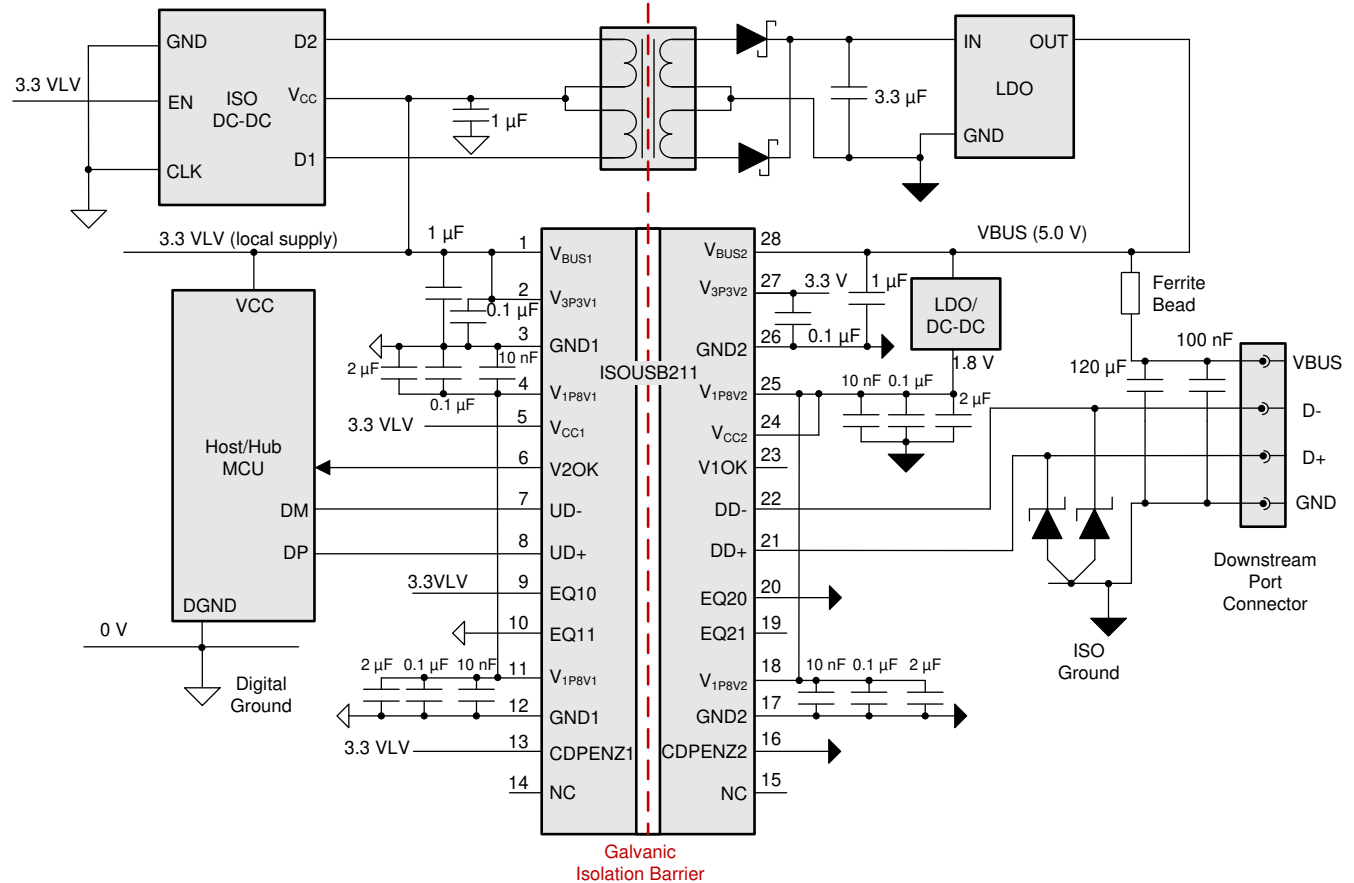 GND
D2
3.3 VLV
EN
VCC
ISO
DC-DC
1 µF
D1
CLK
IN
OUT
LDO
3.3 µF
GND
3.3 VLV (local supply)
1 µF
1
VBUS1
2
V3P3V1
0.1 µF
3
GND1
2 µF
10 nF
4
V1P8V1
0.1 µF
3.3 VLV
5
VCC1
6
V2OK
7
UD-
8
UD+
3.3VLV
9
EQ10
10
EQ11
2 µF
0.1 µF
10 nF
11
V1P8V1
12
GND1
3.3 VLV
13
CDPENZ1
14
NC
VCC
Host/Hub
MCU
DM
DP
DGND
0 V
Digital
Ground
ISOUSB211
28
VBUS2
VBUS (5.0 V)
27
V3P3V2
3.3 V
1 µF
0.1 µF
26
GND2
LDO/
DC-DC
1.8 V
25
V1P8V2
10 nF
0.1 µF
2 µF
24
VCC2
23
V1OK
22
DD-
21
DD+
20
EQ20
19
EQ21
18
V1P8V2
10 nF
0.1 µF
2 µF
17
GND2
16
CDPENZ2
15
NC
Ferrite
Bead
100 nF
120 µF
VBUS
D-
D+
GND
Downstream
Port
Connector
ISO
Ground
Galvanic
Isolation Barrier